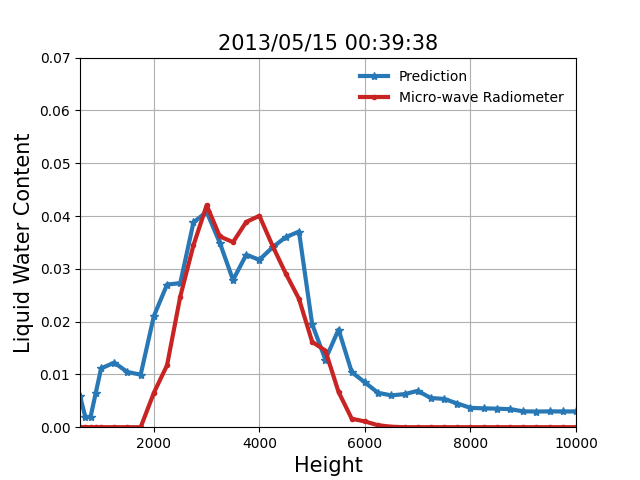 2013/05/15 00:39:38
0.07
0.06
0.05
0.04
0.03
0.02
0.01
0.00
Liquid Water Content
Prediction
Micro-wave Radiometer
2000 4000 6000 8000 10000
Height